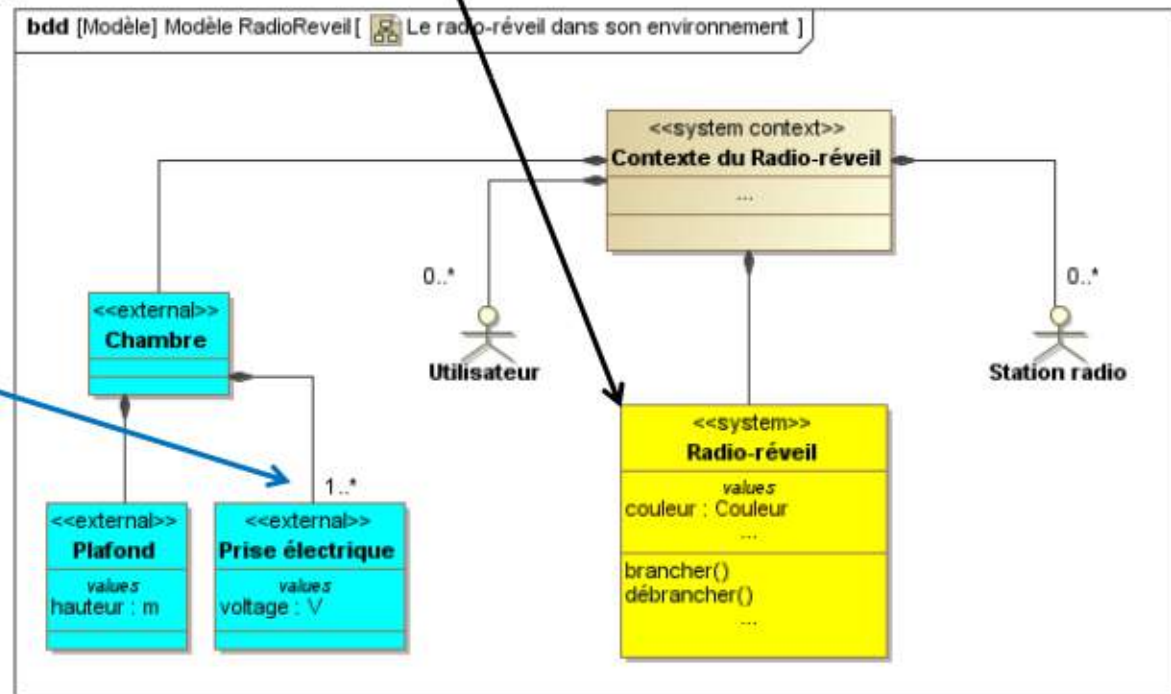 bdd [Modèle] Modèle RadioReveil [ Le radio-réveil dans son environnement ]
<<system context>>
Contexte du Radio-réveil
...
0..*
0..*
<<external>>
Chambre
Utilisateur
Station radio
<<system>>
Radio-réveil
values
couleur : Couleur
...
brancher()
débrancher()
...
1..*
<<external>>
Plafond
values
hauteur : m
<<external>>
Prise électrique
values
voltage : V